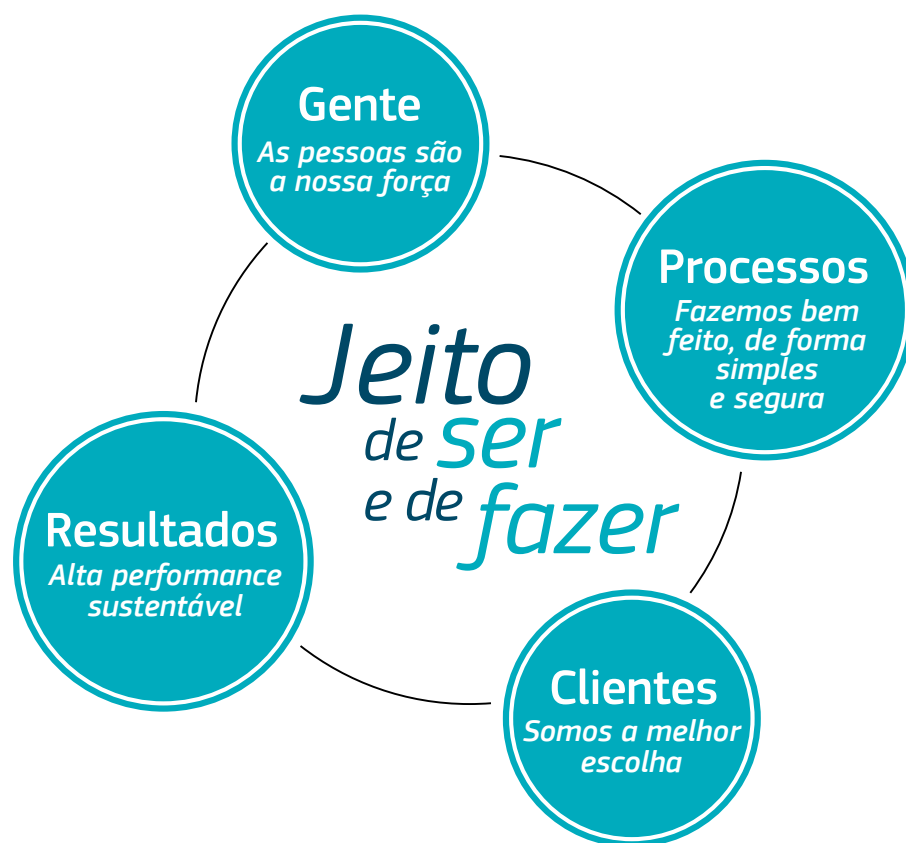 Gente
As pessoas são
a nossa força
Processos
Fazemos bem
feito, de forma
simples
e segura
Jeito
de ser
e de fazer
Resultados
Alta performance
sustentável
Clientes
Somos a melhor
escolha